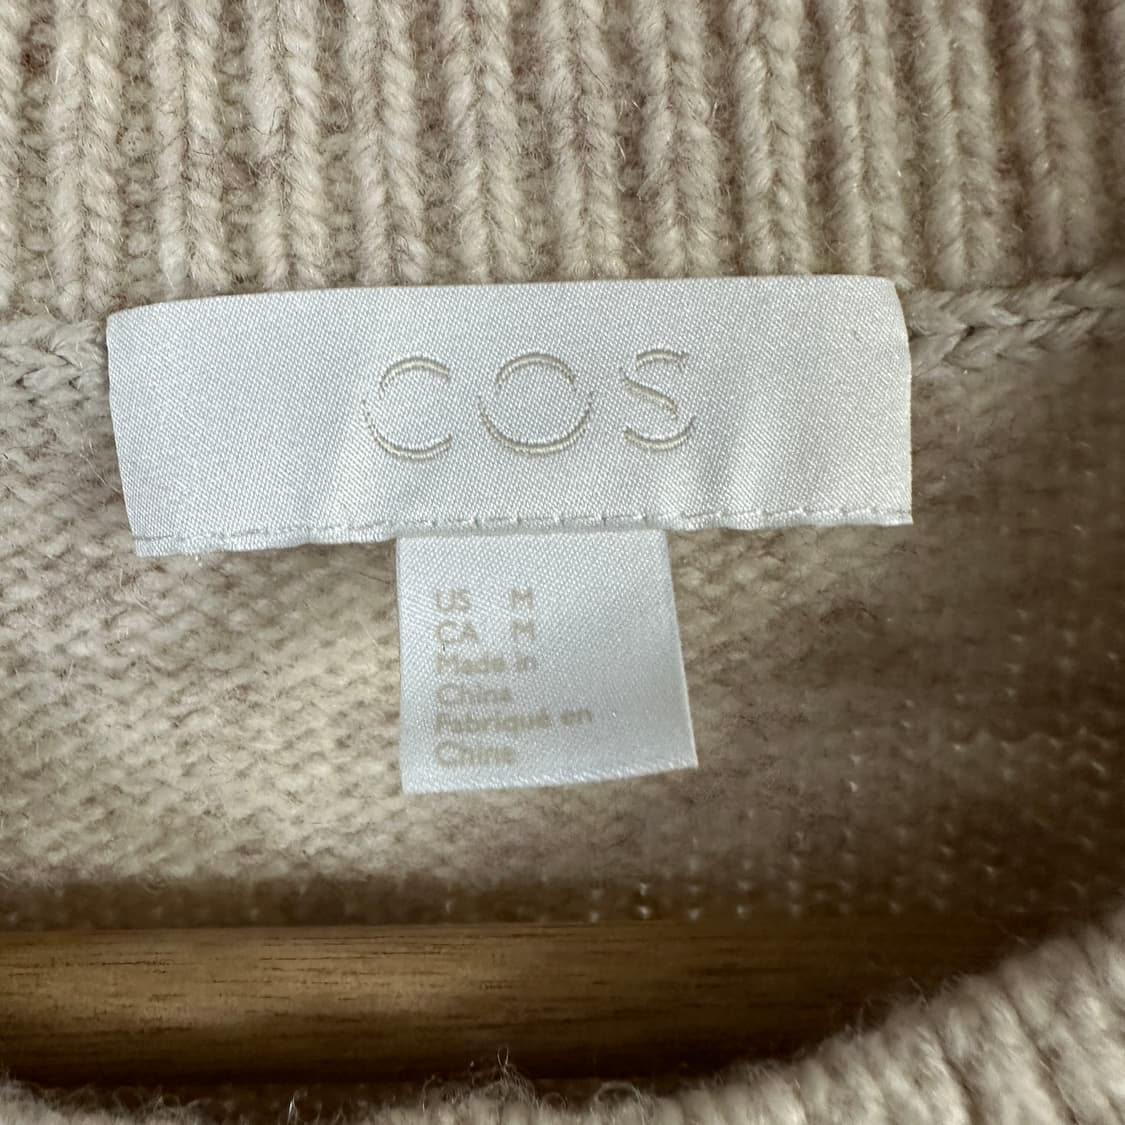 COS
US M
CA M
Made in
China
Fabriqué en
Chine